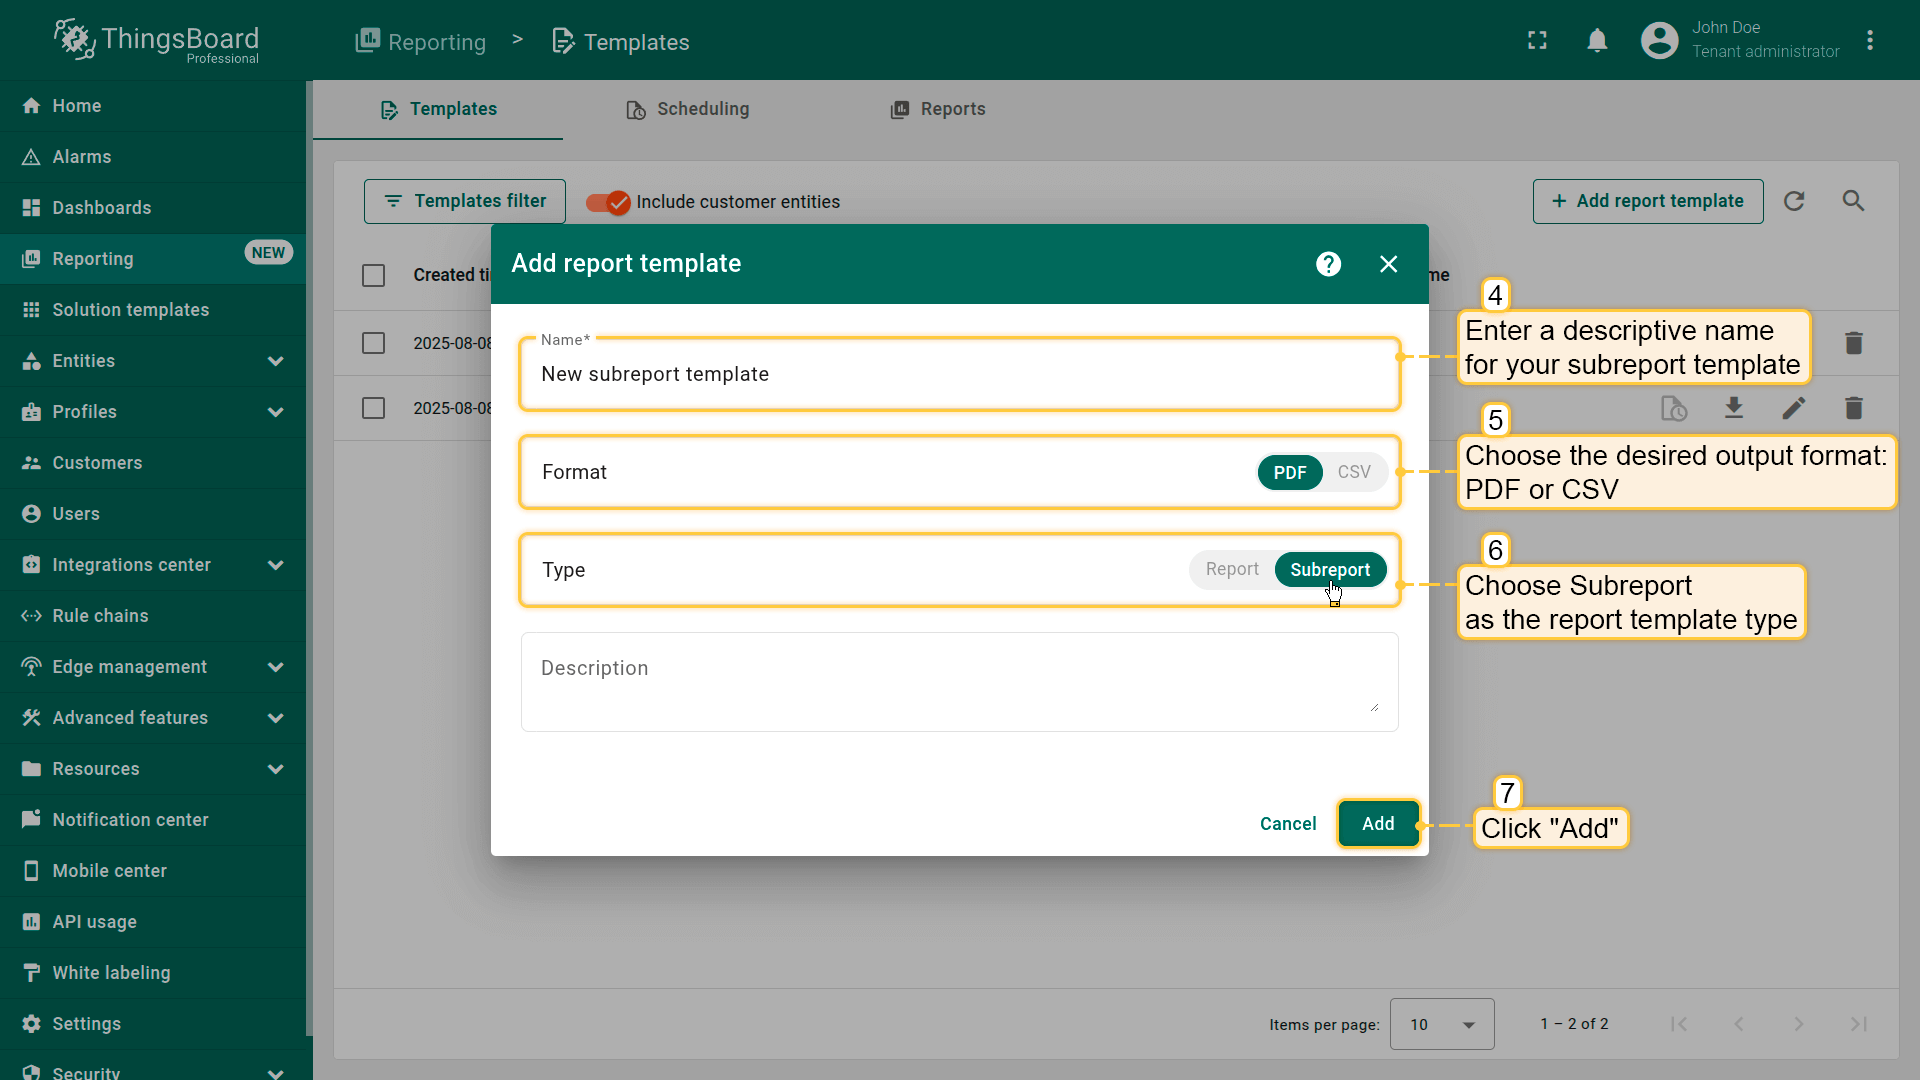 ThingsBoard
Professional
Reporting > Templates
John Doe
Tenant administrator
Home
Alarms
Dashboards
Reporting NEW
Solution templates
Entities
Profiles
Customers
Users
Integrations center
Rule chains
Edge management
Advanced features
Resources
Notification center
Mobile center
API usage
White labeling
Settings
Security
Templates Scheduling Reports
Templates filter Include customer entities + Add report template
Created ti me
2025-08-08
2025-08-08
Add report template
Name*
New subreport template
Format PDF CSV
Type Report Subreport
Description
Cancel Add
4
Enter a descriptive name
for your subreport template
5
Choose the desired output format:
PDF or CSV
6
Choose Subreport
as the report template type
7
Click "Add"
Items per page: 10 1 – 2 of 2